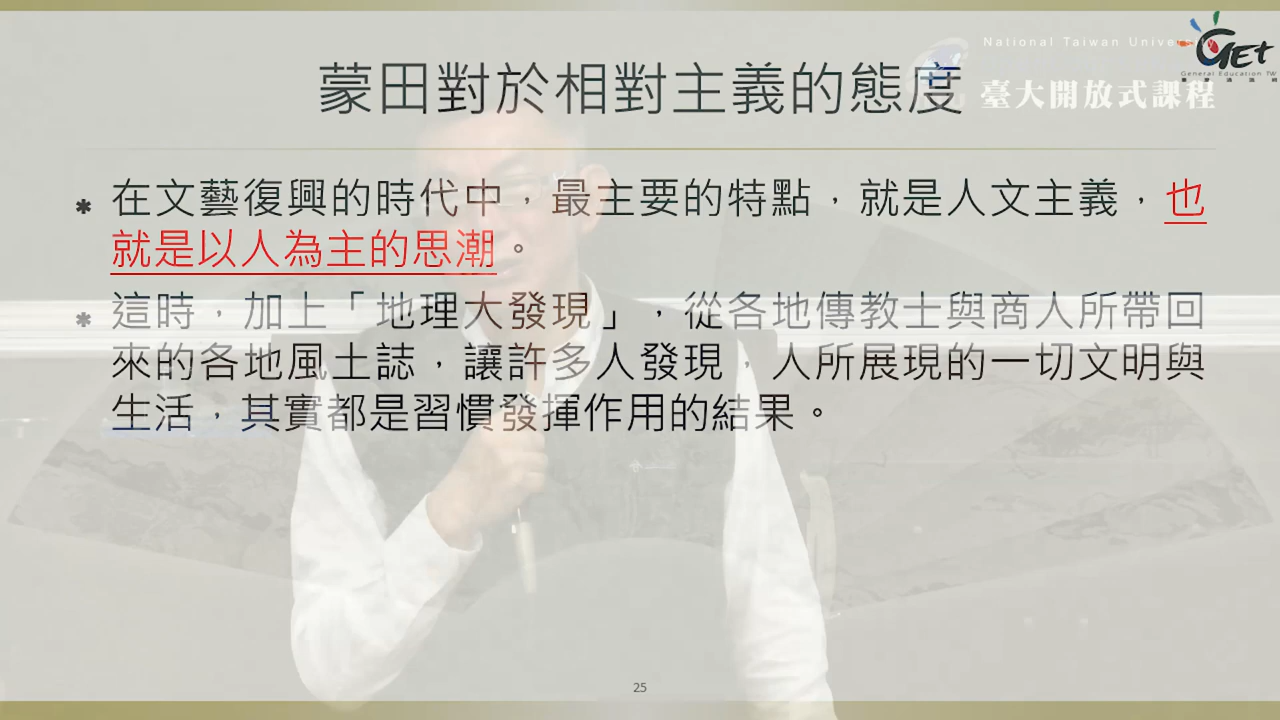 National Taiwan University
GEt
General Education TW
臺大開放式課程
蒙田對於相對主義的態度
* 在文藝復興的時代中，最主要的特點，就是人文主義，也
就是以人為主的思潮。
* 這時，加上「地理大發現」，從各地傳教士與商人所帶回
來的各地風土誌，讓許多人發現，人所展現的一切文明與
生活，其實都是習慣發揮作用的結果。
25